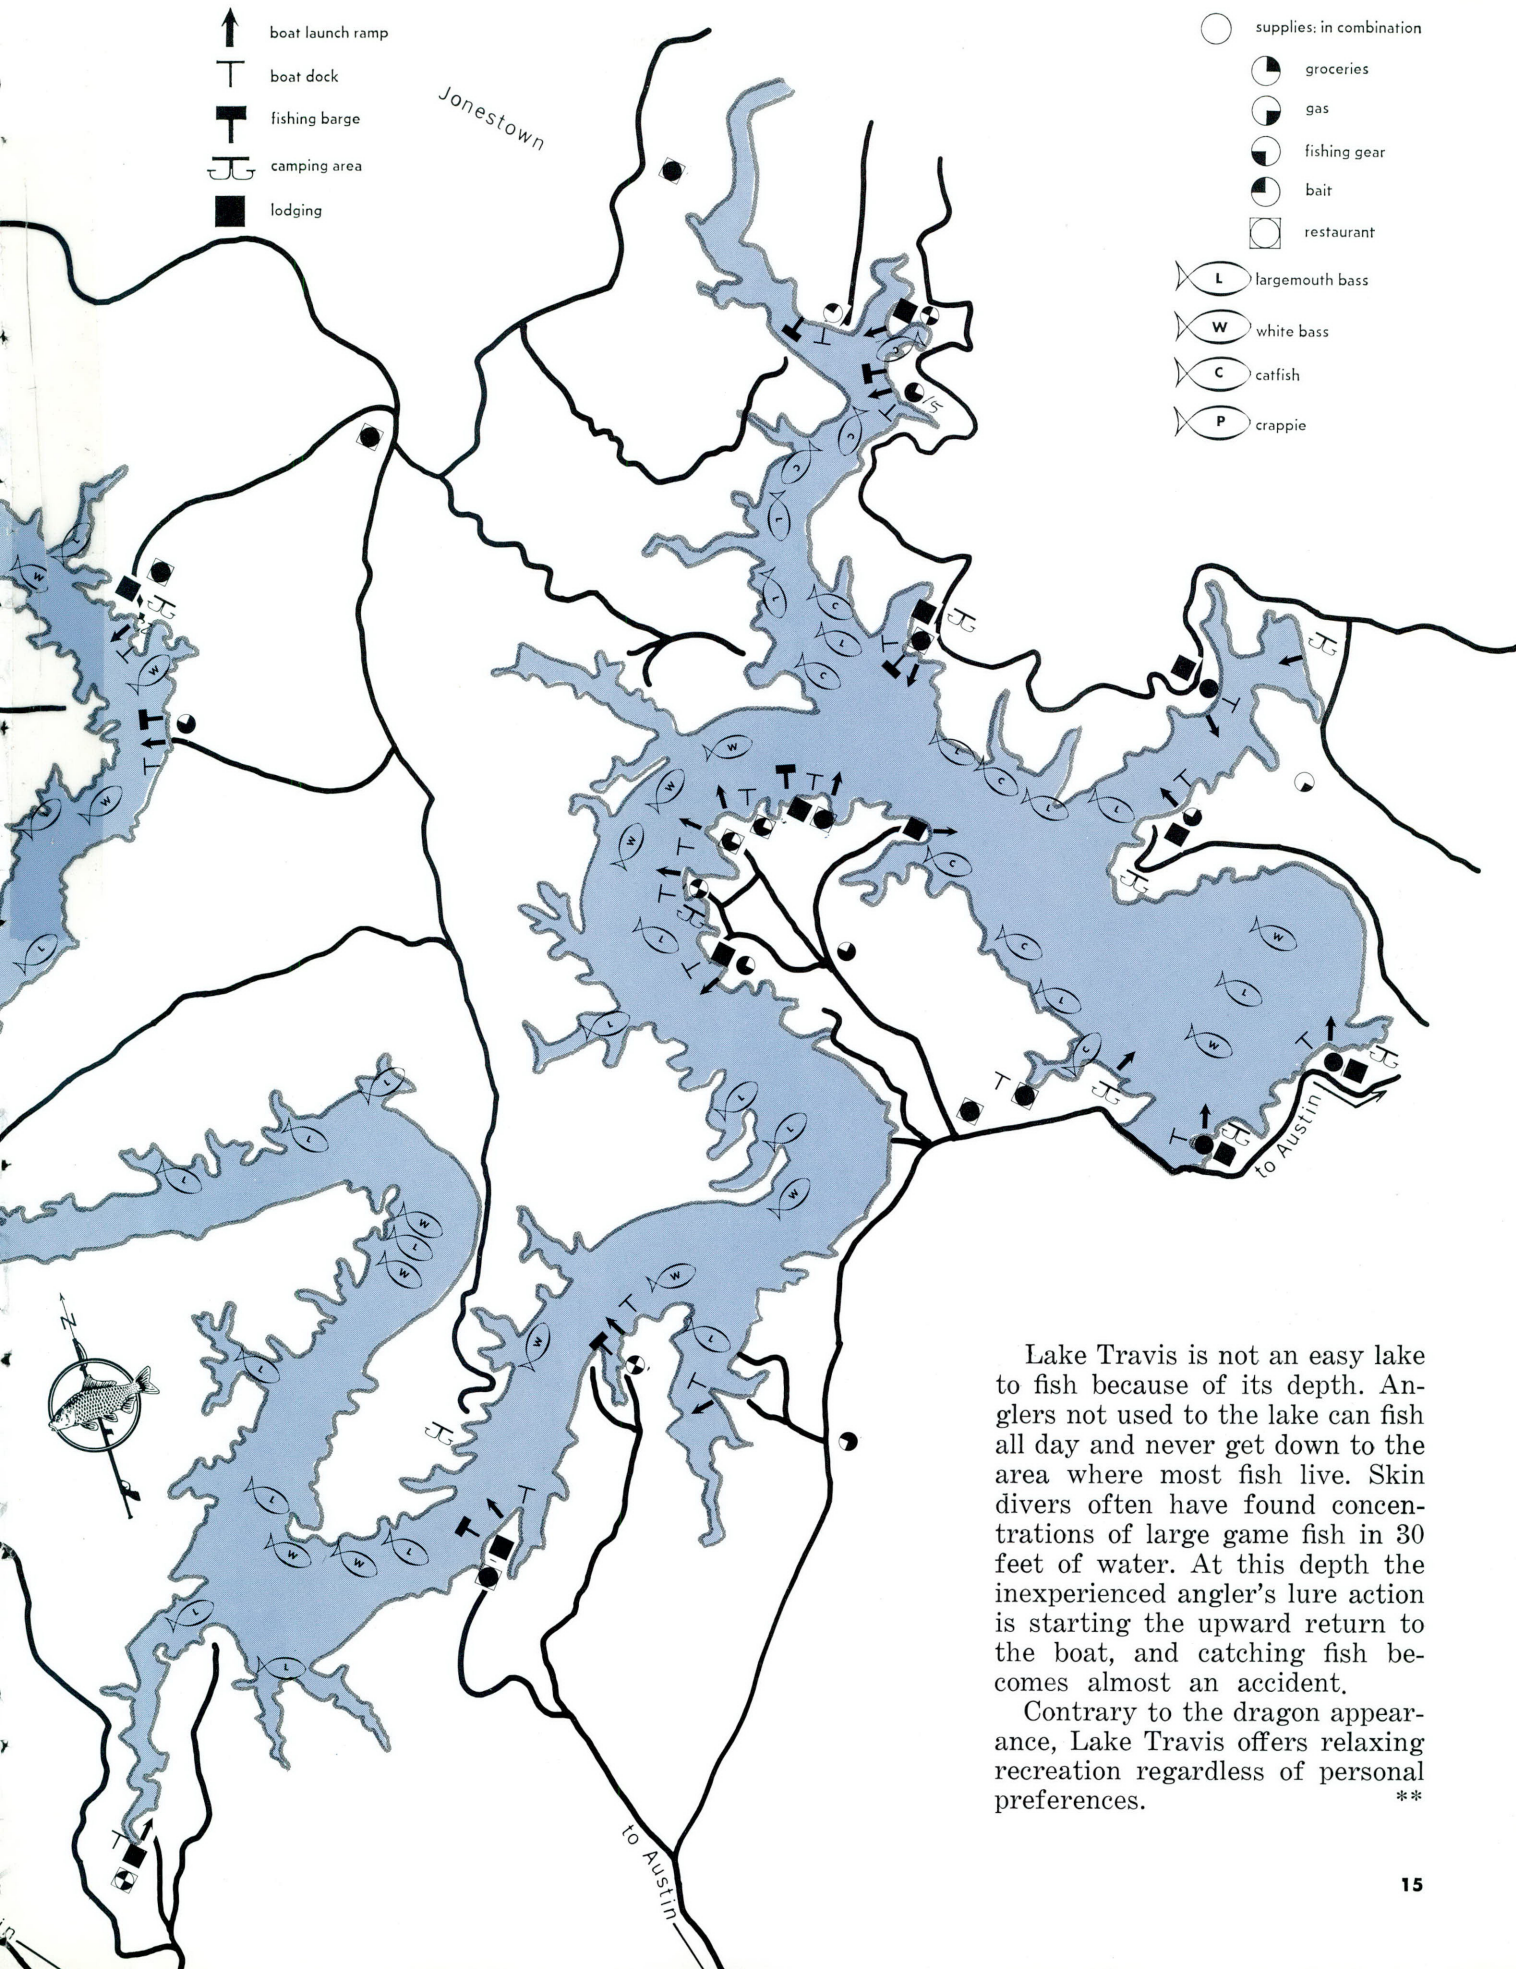 boat launch ramp
boat dock
fishing barge
camping area
lodging
Jonestown
supplies: in combination
groceries
gas
fishing gear
bait
restaurant
L largemouth bass
W white bass
C catfish
P crappie
15
to Austin
N
to Austin
Lake Travis is not an easy lake
to fish because of its depth. An-
glers not used to the lake can fish
all day and never get down to the
area where most fish live. Skin
divers often have found concen-
trations of large game fish in 30
feet of water. At this depth the
inexperienced angler's lure action
is starting the upward return to
the boat, and catching fish be-
comes almost an accident.
Contrary to the dragon appear-
ance, Lake Travis offers relaxing
recreation regardless of personal
preferences. **
15